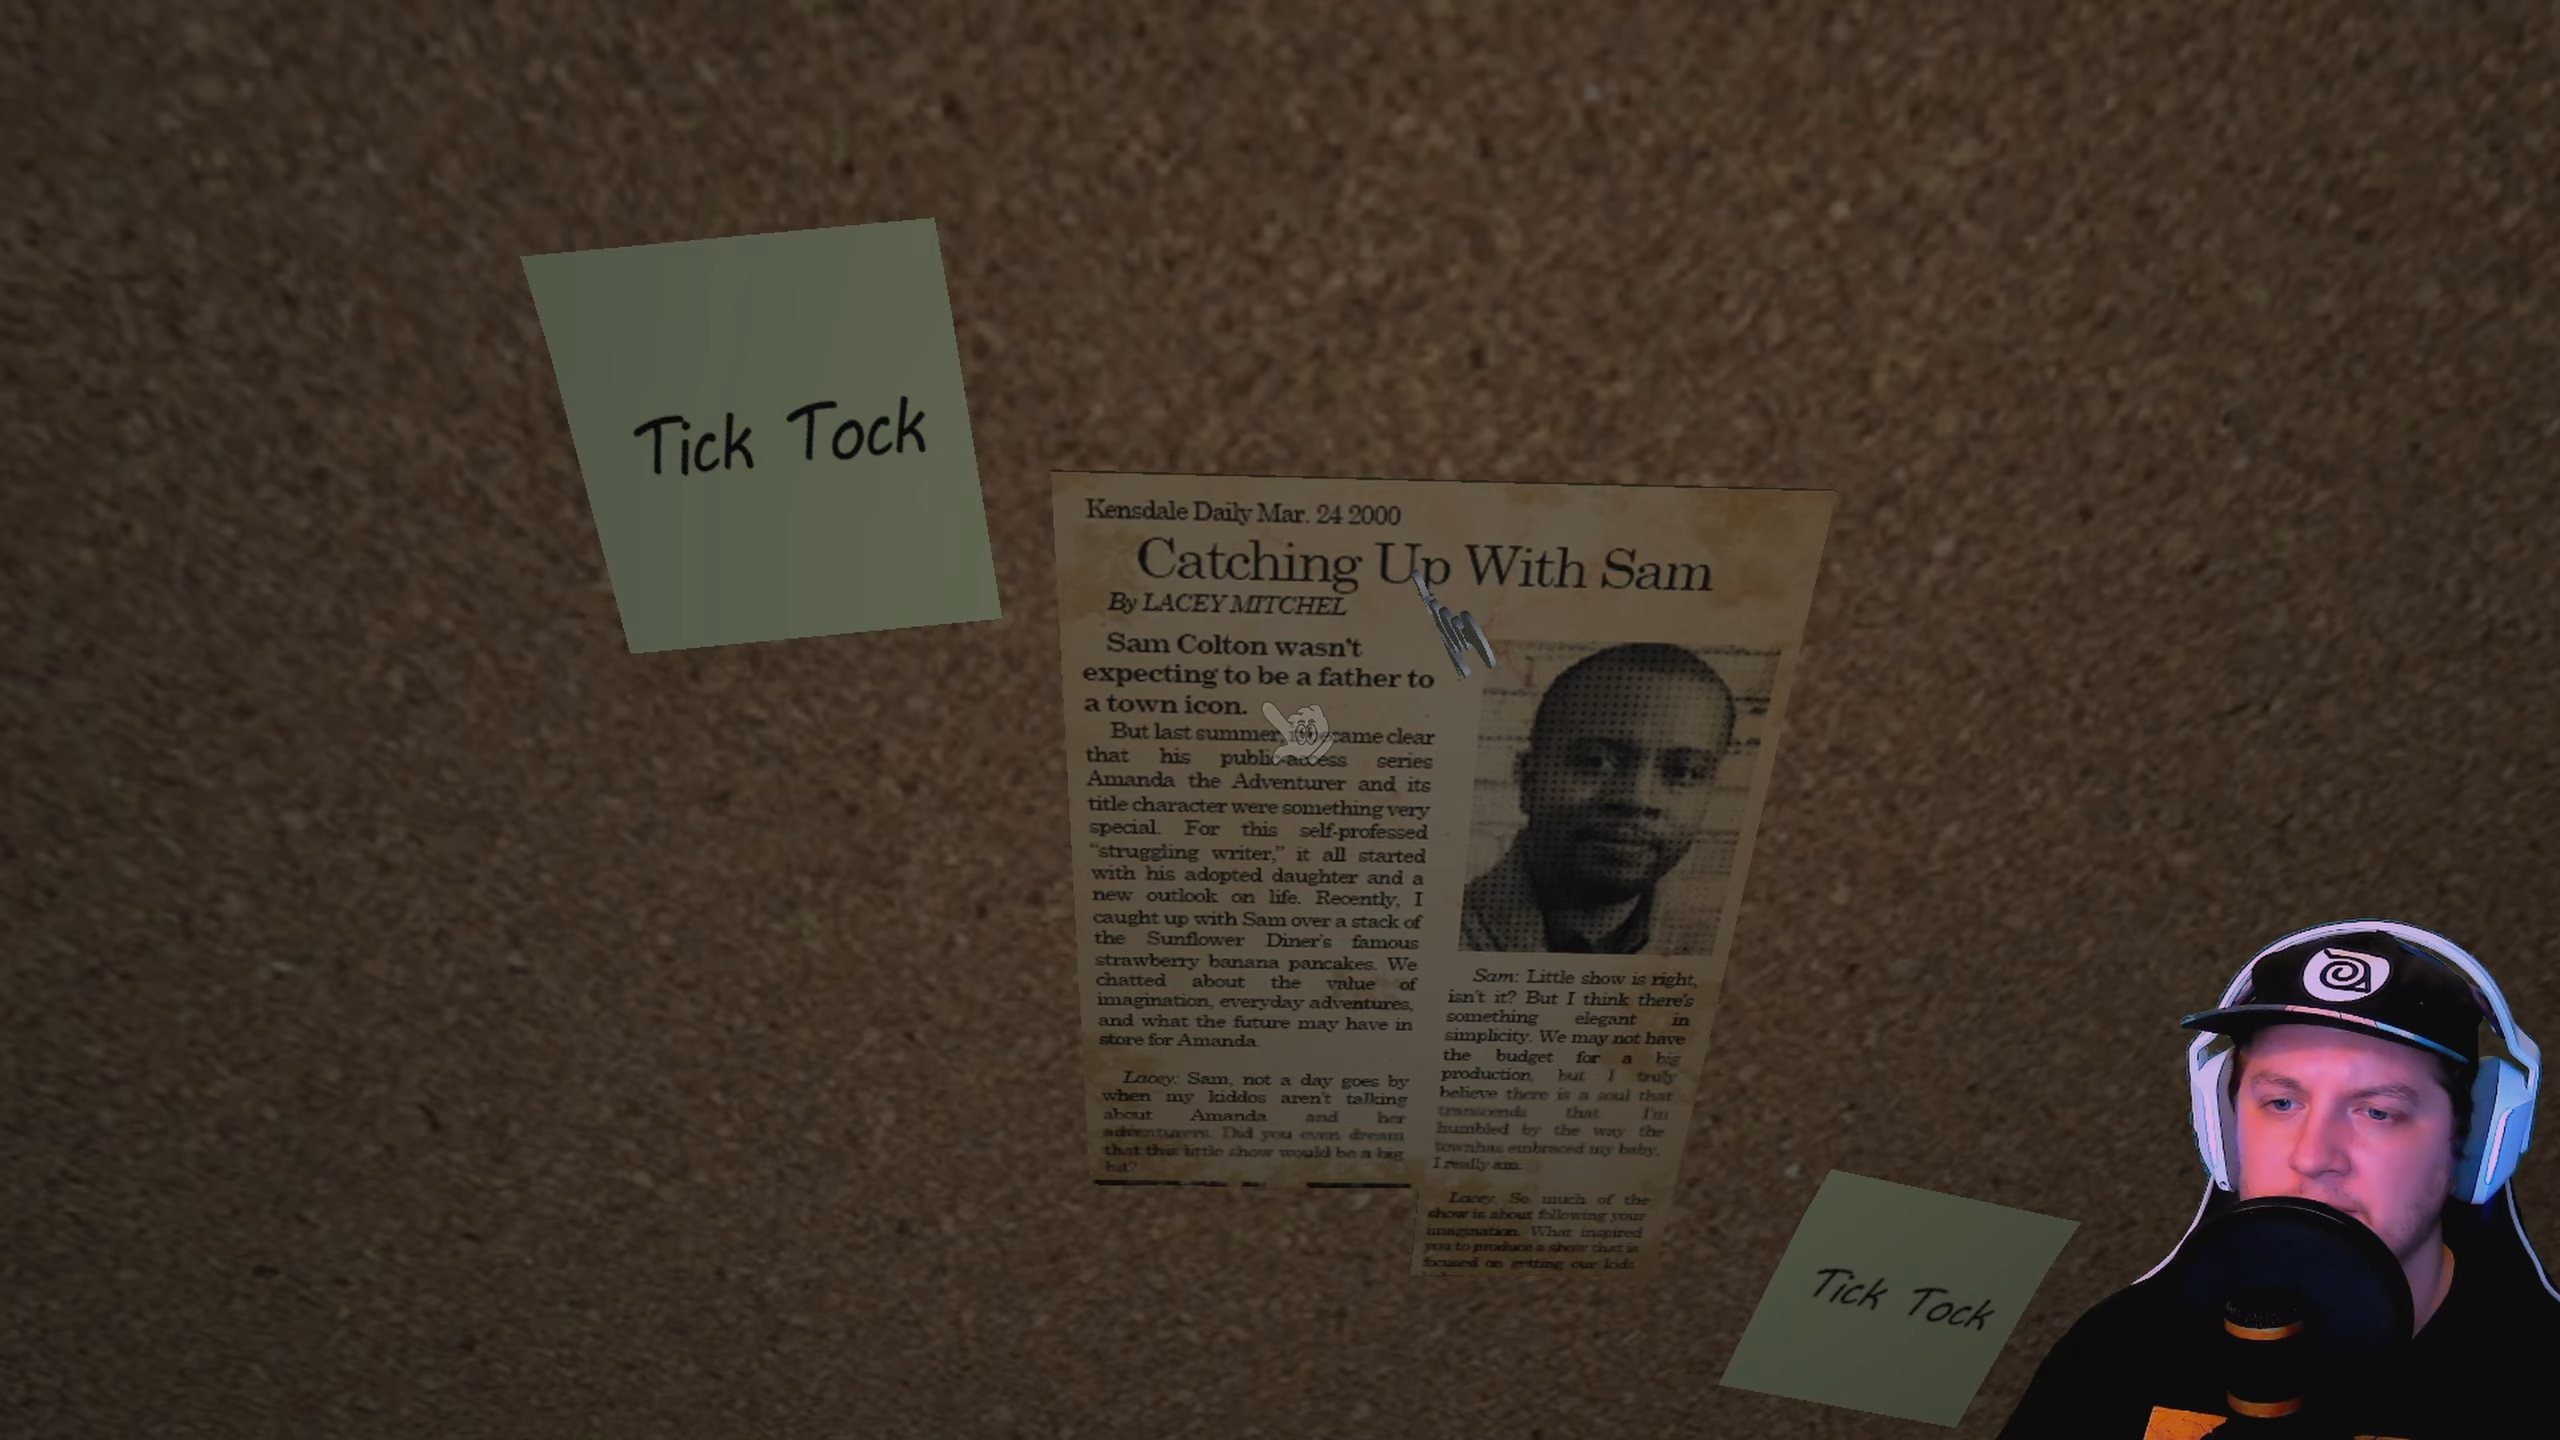 Tick Tock
Kensdale Daily Mar. 24 2000
Catching Up With Sam
By LACEY MITCHEL
Sam Colton wasn't
expecting to be a father to
a town icon.
But last summer, became clear
that his public access series
Amanda the Adventurer and its
title character were something very
special. For this self-professed
"struggling writer," it all started
with his adopted daughter and a
new outlook on life. Recently, I
caught up with Sam over a stack of
the Sunflower Diner's famous
strawberry banana pancakes. We
chatted about the value of
imagination, everyday adventures,
and what the future may have in
store for Amanda.
Lacey: Sam, not a day goes by
when my kiddos aren't talking
about Amanda and her
adventurers. Did you even dream
that this little show would be a big
hit?
Sam: Little show is right,
isn't it? But I think there's
something elegant in
simplicity. We may not have
the budget for a big
production, but I truly
believe there is a soul that
transcends that I'm
humbled by the way the
townhas embraced my baby.
I really am.
Lacey: So much of the
show is about following your
imagination. What inspired
you to produce a show that is
focused on getting our kids
Tick Tock